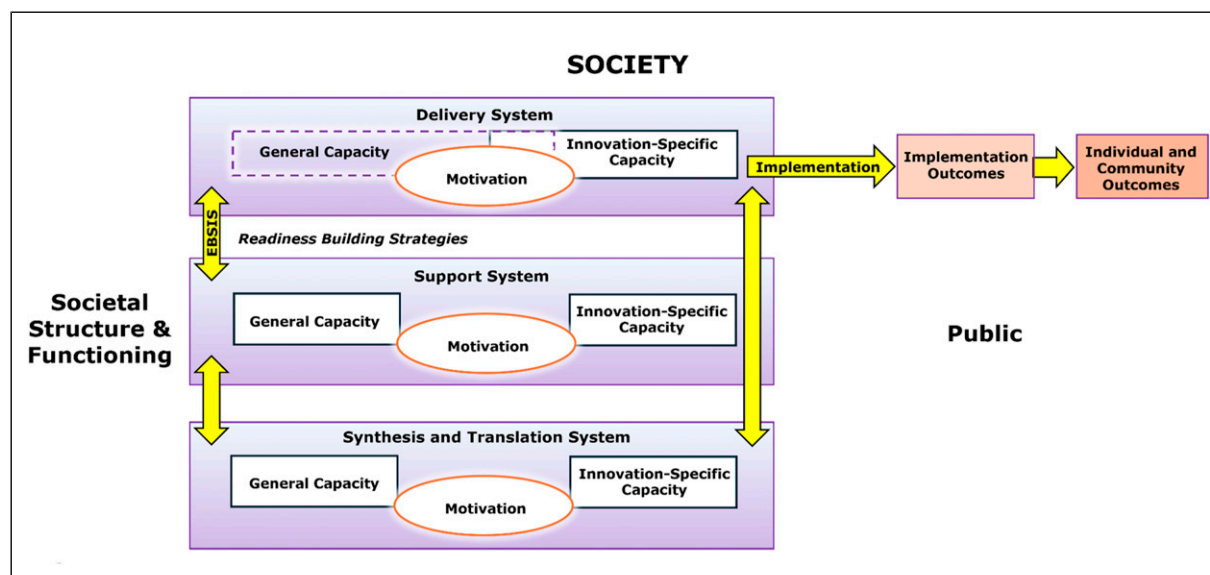 SOCIETY
Delivery System
General Capacity
Innovation-Specific
Capacity
Motivation
Implementation
Implementation
Outcomes
Individual and
Community
Outcomes
EBSIS
Readiness Building Strategies
Support System
General Capacity
Innovation-Specific
Capacity
Motivation
Societal
Structure &
Functioning
Public
Synthesis and Translation System
General Capacity
Innovation-Specific
Capacity
Motivation